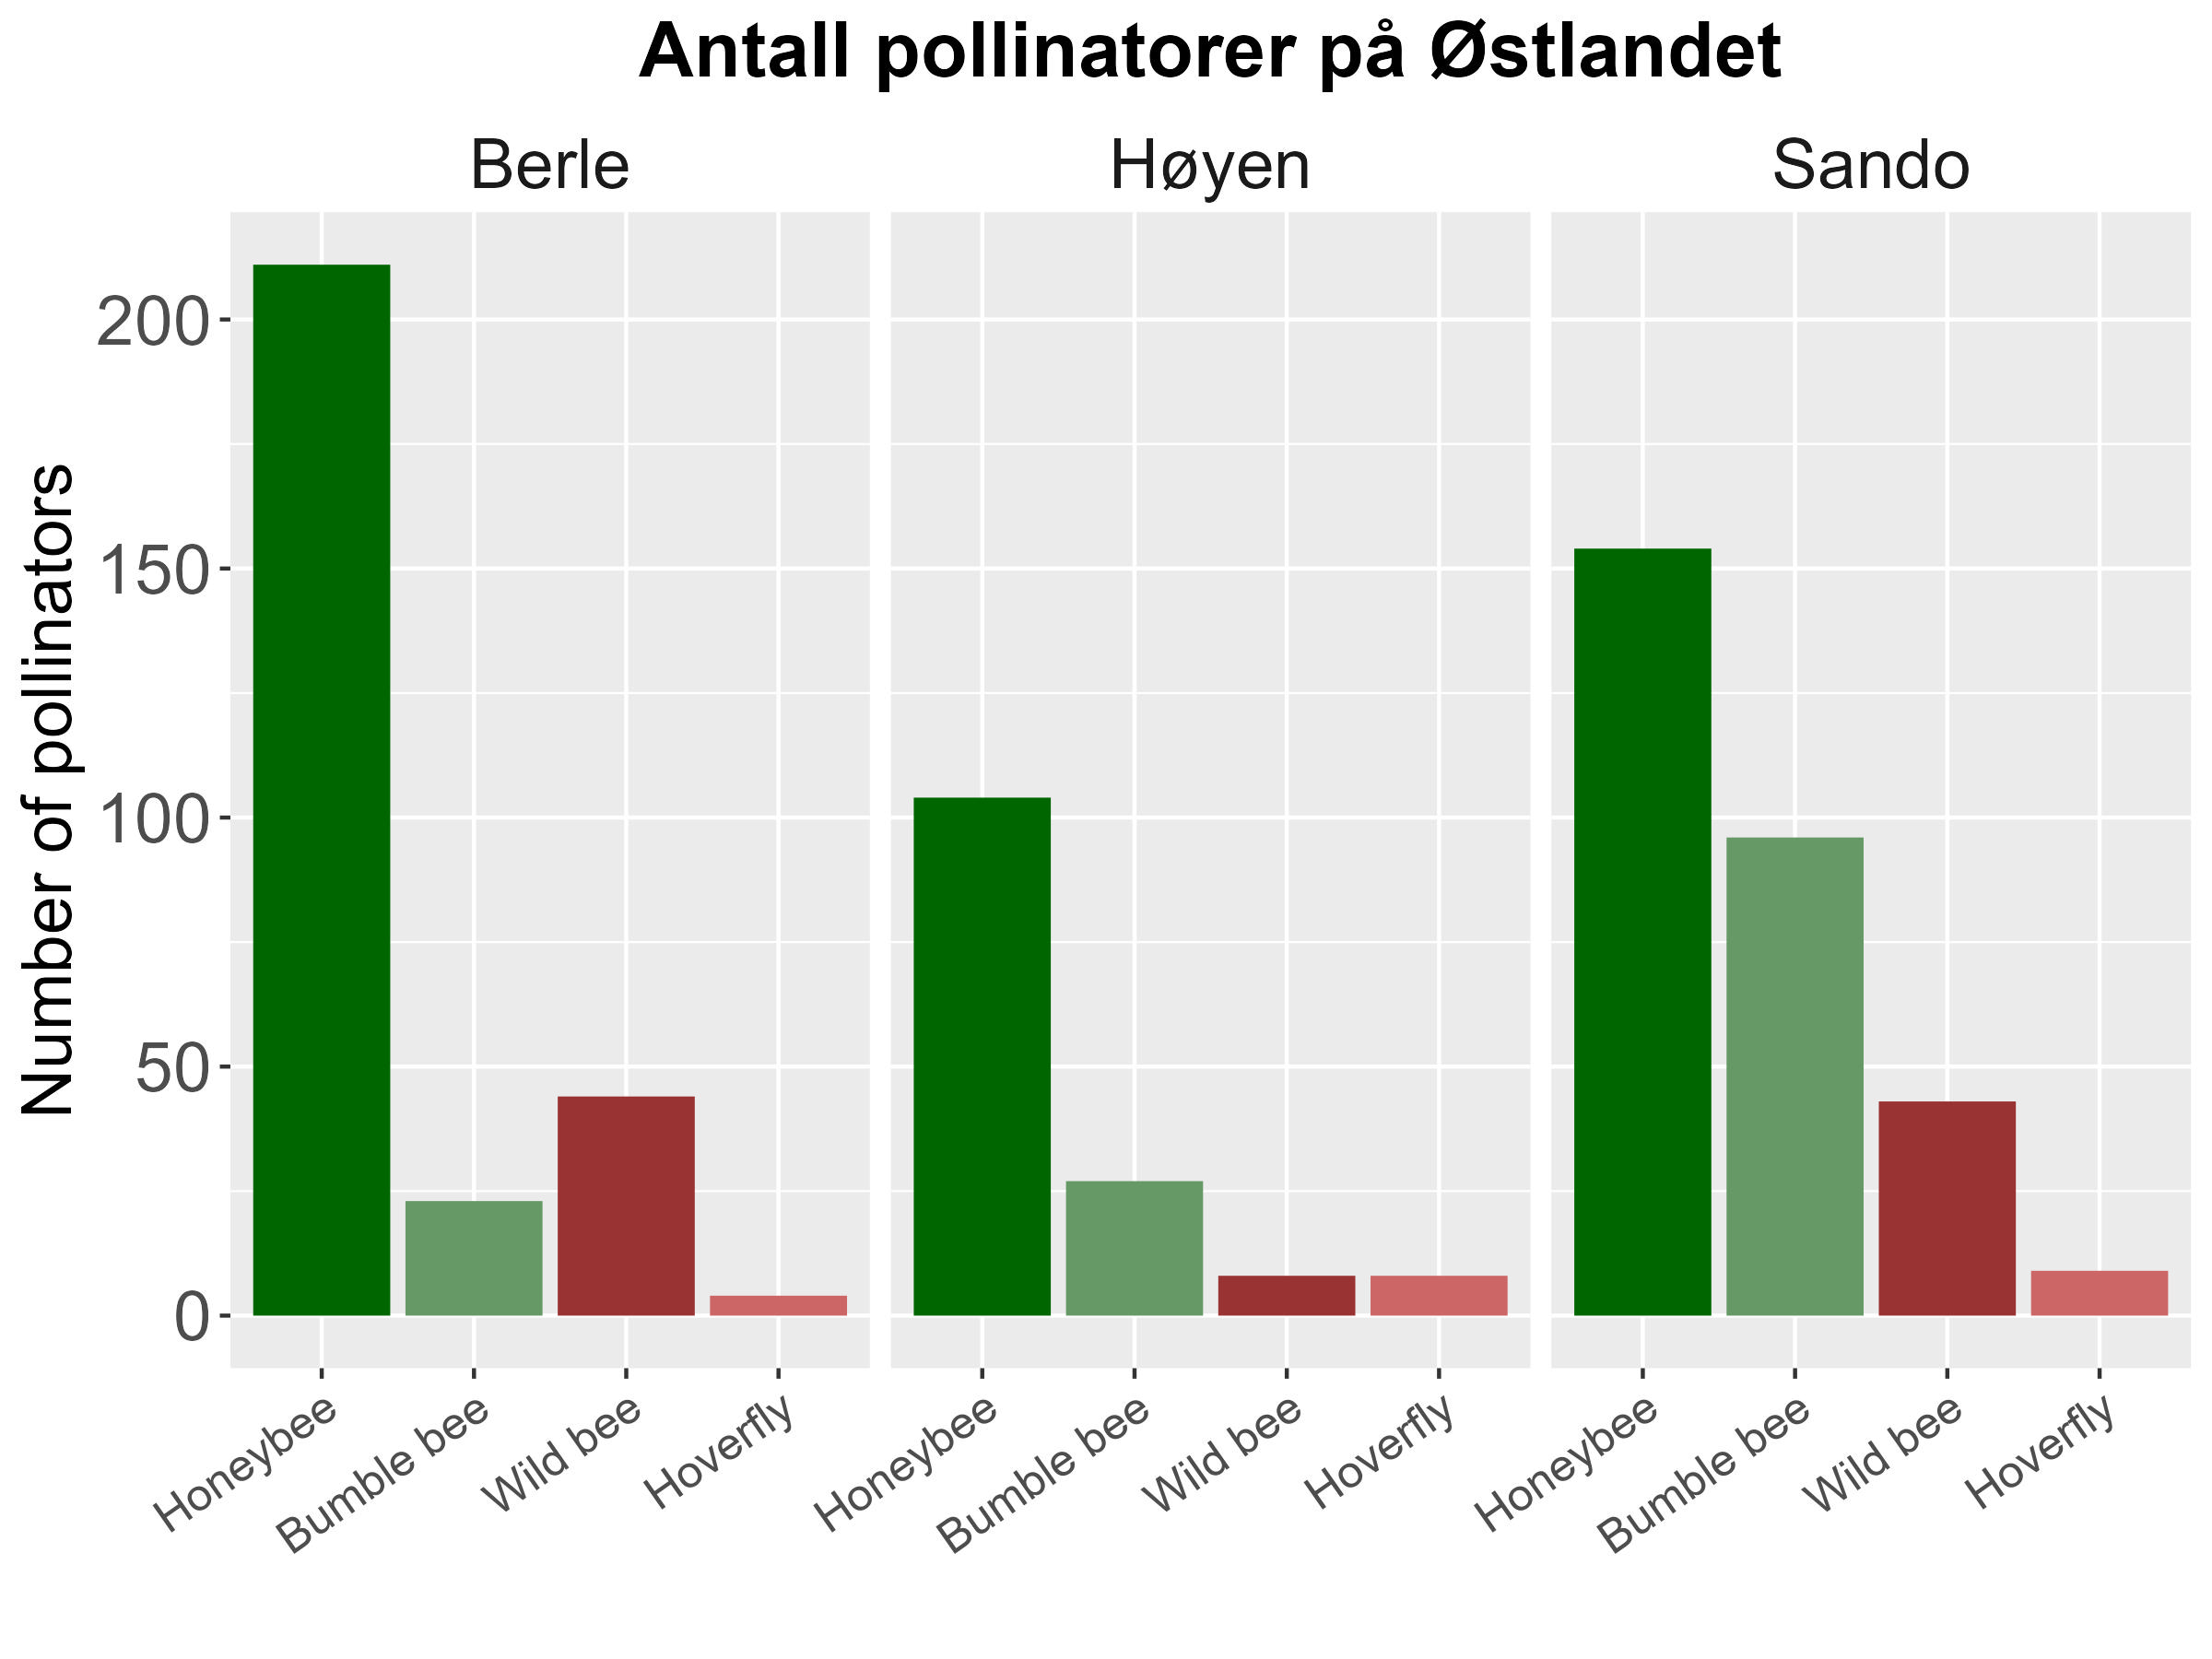 Antall pollinatorer på Østlandet
Berle
Høyen
Sando
Number of pollinators
200
150
100
50
0
Honeybee
Bumble bee
Wild bee
Hoverfly
Honeybee
Bumble bee
Wild bee
Hoverfly
Honeybee
Bumble bee
Wild bee
Hoverfly